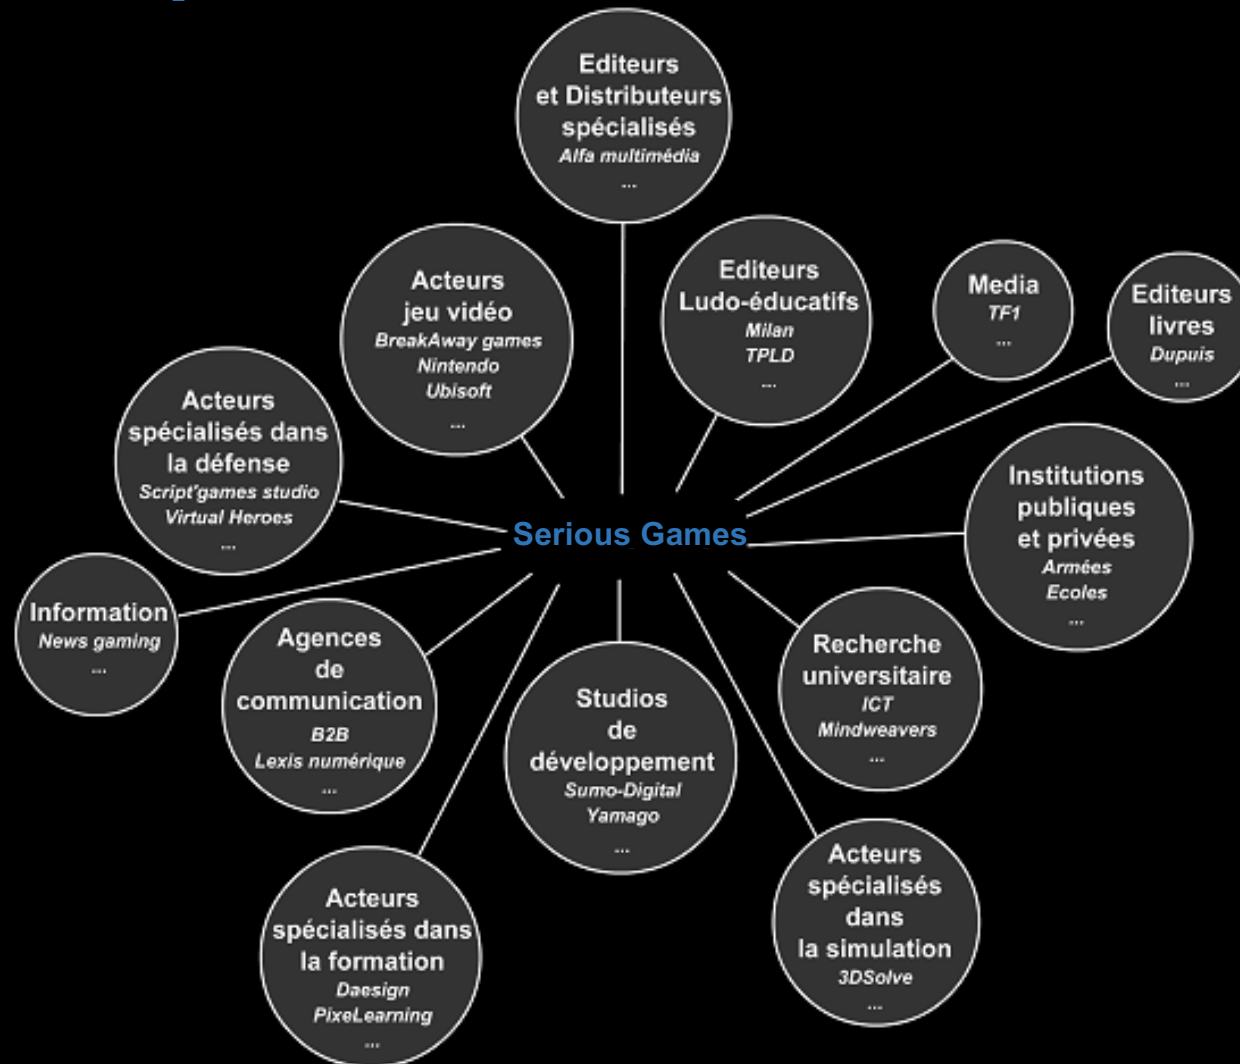 Editeurs
et Distributeurs
spécialisés
Alfa multimédia
...
Acteurs
jeu vidéo
BreakAway games
Nintendo
Ubisoft
...
Editeurs
Ludo-éducatifs
Milan
TPLD
...
Media
TF1
...
Editeurs
livres
Dupuis
...
Acteurs
spécialisés dans
la défense
Script'games studio
Virtual Heroes
...
Serious Games
Institutions
publiques
et privées
Armées
Ecoles
...
Information
News gaming
...
Agences
de
communication
B2B
Lexis numérique
...
Studios
de
développement
Sumo-Digital
Yamago
...
Recherche
universitaire
ICT
Mindweavers
...
Acteurs
spécialisés dans
la formation
Daesign
PixeLearning
...
Acteurs
spécialisés
dans
la simulation
3DSolve
...